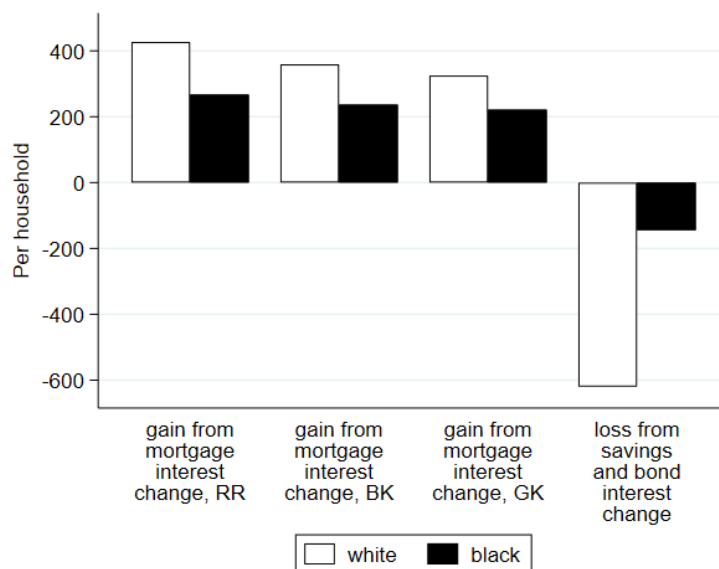 400
200
0
-200
-400
-600
Per household
gain from
mortgage
interest
change, RR
gain from
mortgage
interest
change, BK
gain from
mortgage
interest
change, GK
loss from
savings
and bond
interest
change
white
black